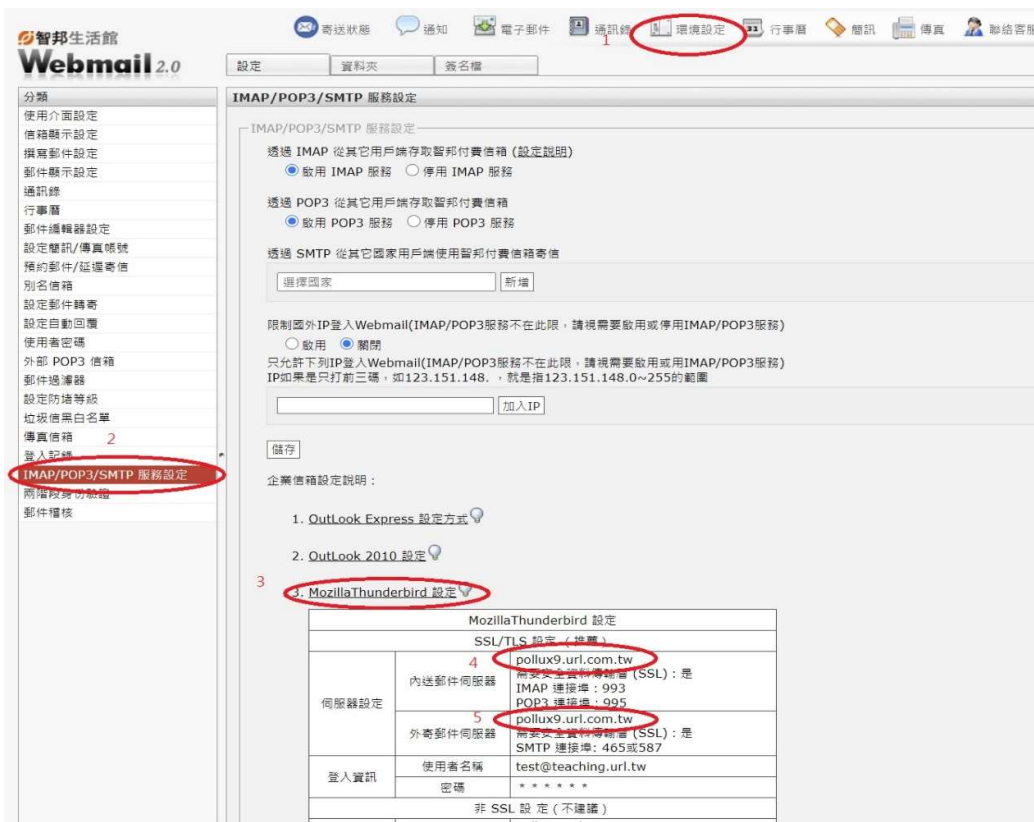 寄送狀態 通知 電子郵件 通訊錄 環境設定 31 行事曆 簡訊 傳真 聯絡客服
1
智邦生活館
Webmail 2.0
設定 資料夾 簽名檔
分類
使用介面設定
信箱顯示設定
撰寫郵件設定
郵件顯示設定
通訊錄
行事曆
郵件編輯器設定
設定簡訊/傳真帳號
預約郵件/延遲寄信
別名信箱
設定郵件轉寄
設定自動回覆
使用者密碼
外部 POP3 信箱
郵件過濾器
設定防堵等級
垃圾信黑白名單
傳真信箱
2
登入記錄
IMAP/POP3/SMTP 服務設定
兩階段身份驗證
郵件稽核
IMAP/POP3/SMTP 服務設定
IMAP/POP3/SMTP 服務設定
透過 IMAP 從其它用戶端存取智邦付費信箱 (設定說明)
啟用 IMAP 服務 停用 IMAP 服務
透過 POP3 從其它用戶端存取智邦付費信箱
啟用 POP3 服務 停用 POP3 服務
透過 SMTP 從其它國家用戶端使用智邦付費信箱寄信
選擇國家 新增
限制國外IP登入Webmail(IMAP/POP3服務不在此限，請視需要啟用或停用IMAP/POP3服務)
啟用 關閉
只允許下列IP登入Webmail(IMAP/POP3服務不在此限，請視需要啟用或用IMAP/POP3服務)
IP如果是只打前三碼，如123.151.148. ，就是指123.151.148.0~255的範圍
加入IP
儲存
企業信箱設定說明：
1. OutLook Express 設定方式
2. OutLook 2010 設定
3
3. MozillaThunderbird 設定
MozillaThunderbird 設定
SSL/TLS 設定 （推薦）
伺服器設定
4
內送郵件伺服器
pollux9.url.com.tw
需要安全資料傳輸層 (SSL)：是
IMAP 連接埠：993
POP3 連接埠：995
5
外寄郵件伺服器
pollux9.url.com.tw
需要安全資料傳輸層 (SSL)：是
SMTP 連接埠: 465或587
登入資訊
使用者名稱 test@teaching.url.tw
密碼 * * * * * *
非 SSL 設 定 ( 不建議 )